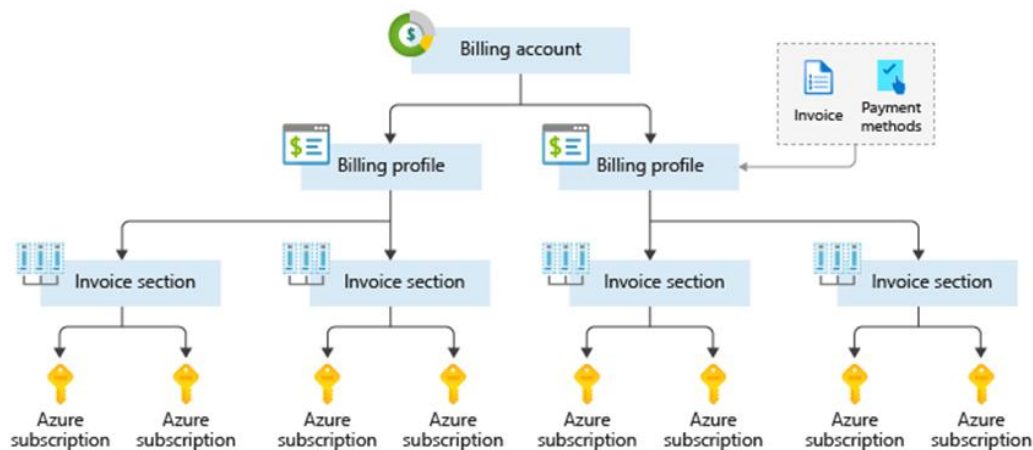 Billing account
Invoice
Payment
methods
Billing profile
Billing profile
Invoice section
Invoice section
Invoice section
Invoice section
Azure
subscription
Azure
subscription
Azure
subscription
Azure
subscription
Azure
subscription
Azure
subscription
Azure
subscription
Azure
subscription